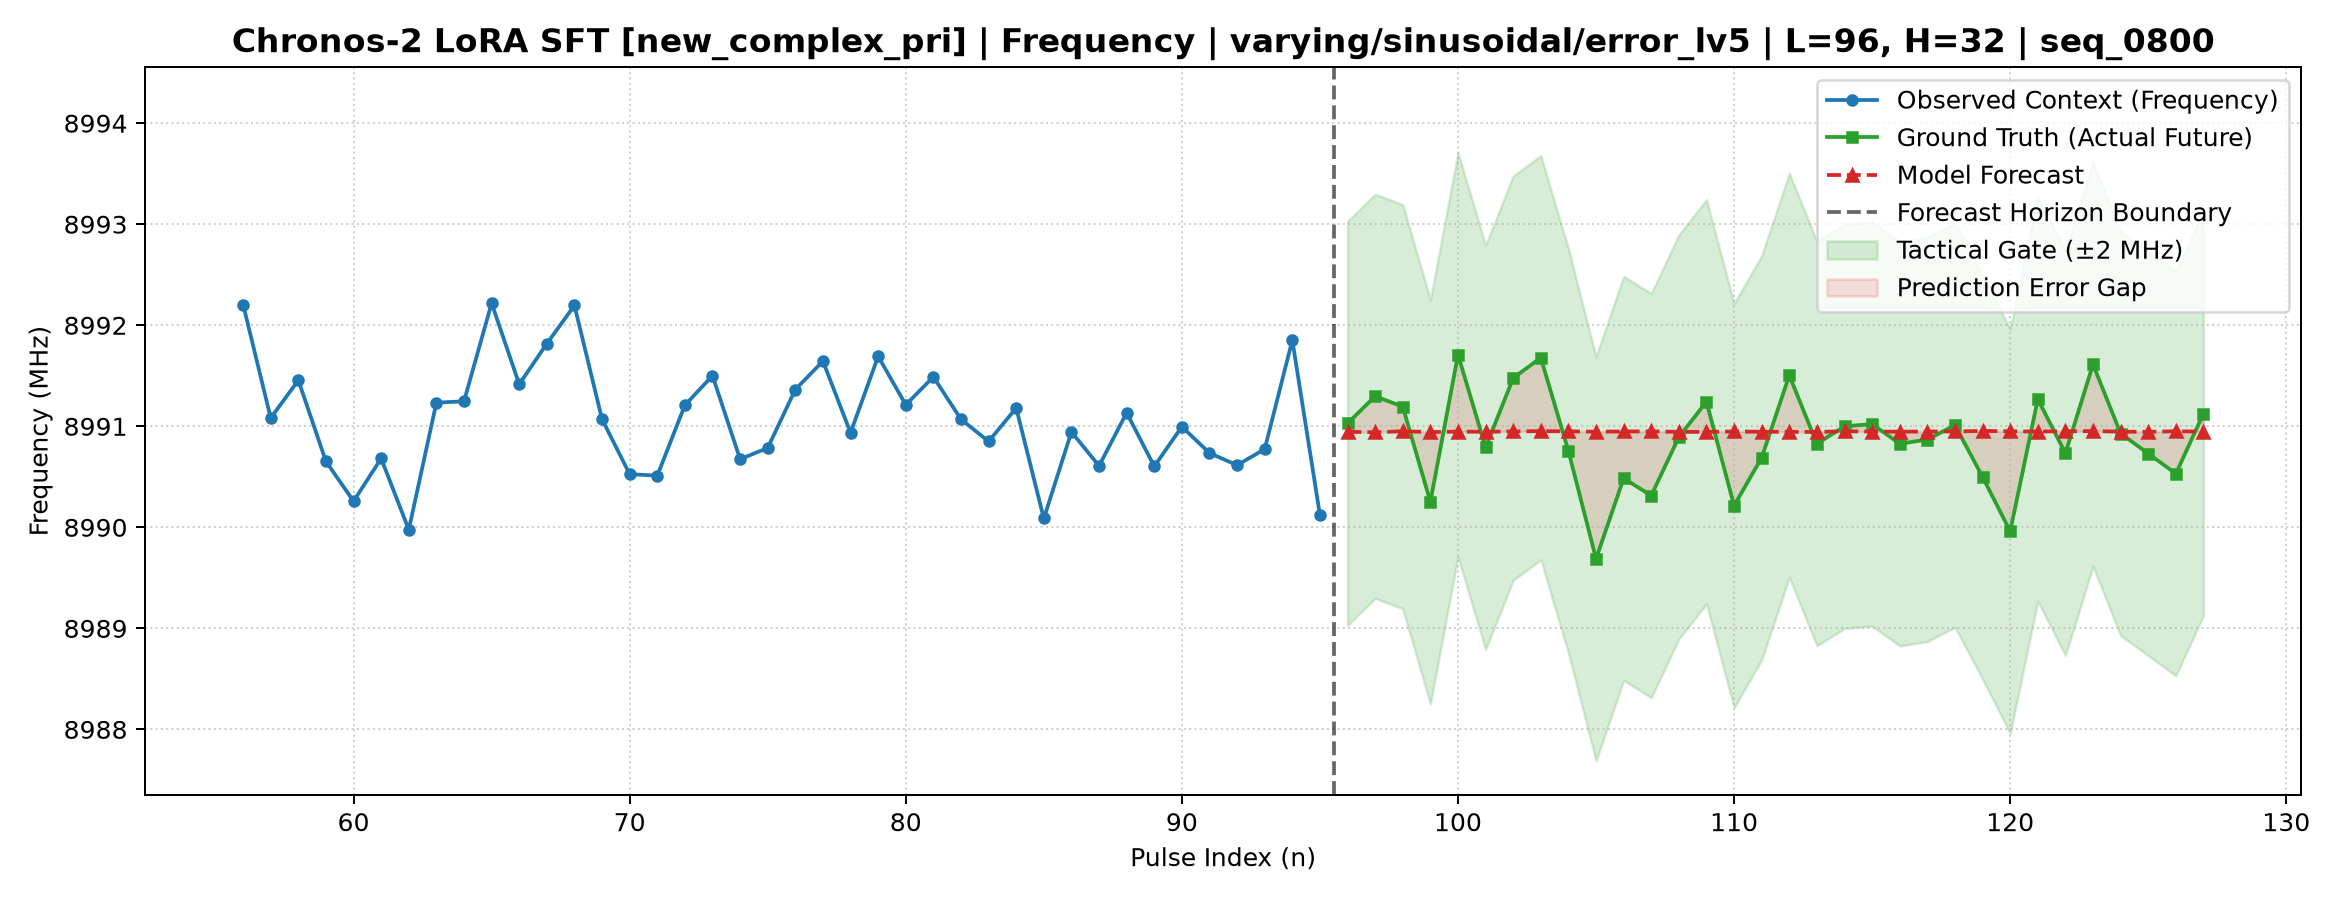 Chronos-2 LoRA SFT [new_complex_pri] | Frequency | varying/sinusoidal/error_lv5 | L=96, H=32 | seq_0800
Observed Context (Frequency)
Ground Truth (Actual Future)
Model Forecast
Forecast Horizon Boundary
Tactical Gate (±2 MHz)
Prediction Error Gap
Frequency (MHz)
8994
8993
8992
8991
8990
8989
8988
60 70 80 90 100 110 120 130
Pulse Index (n)